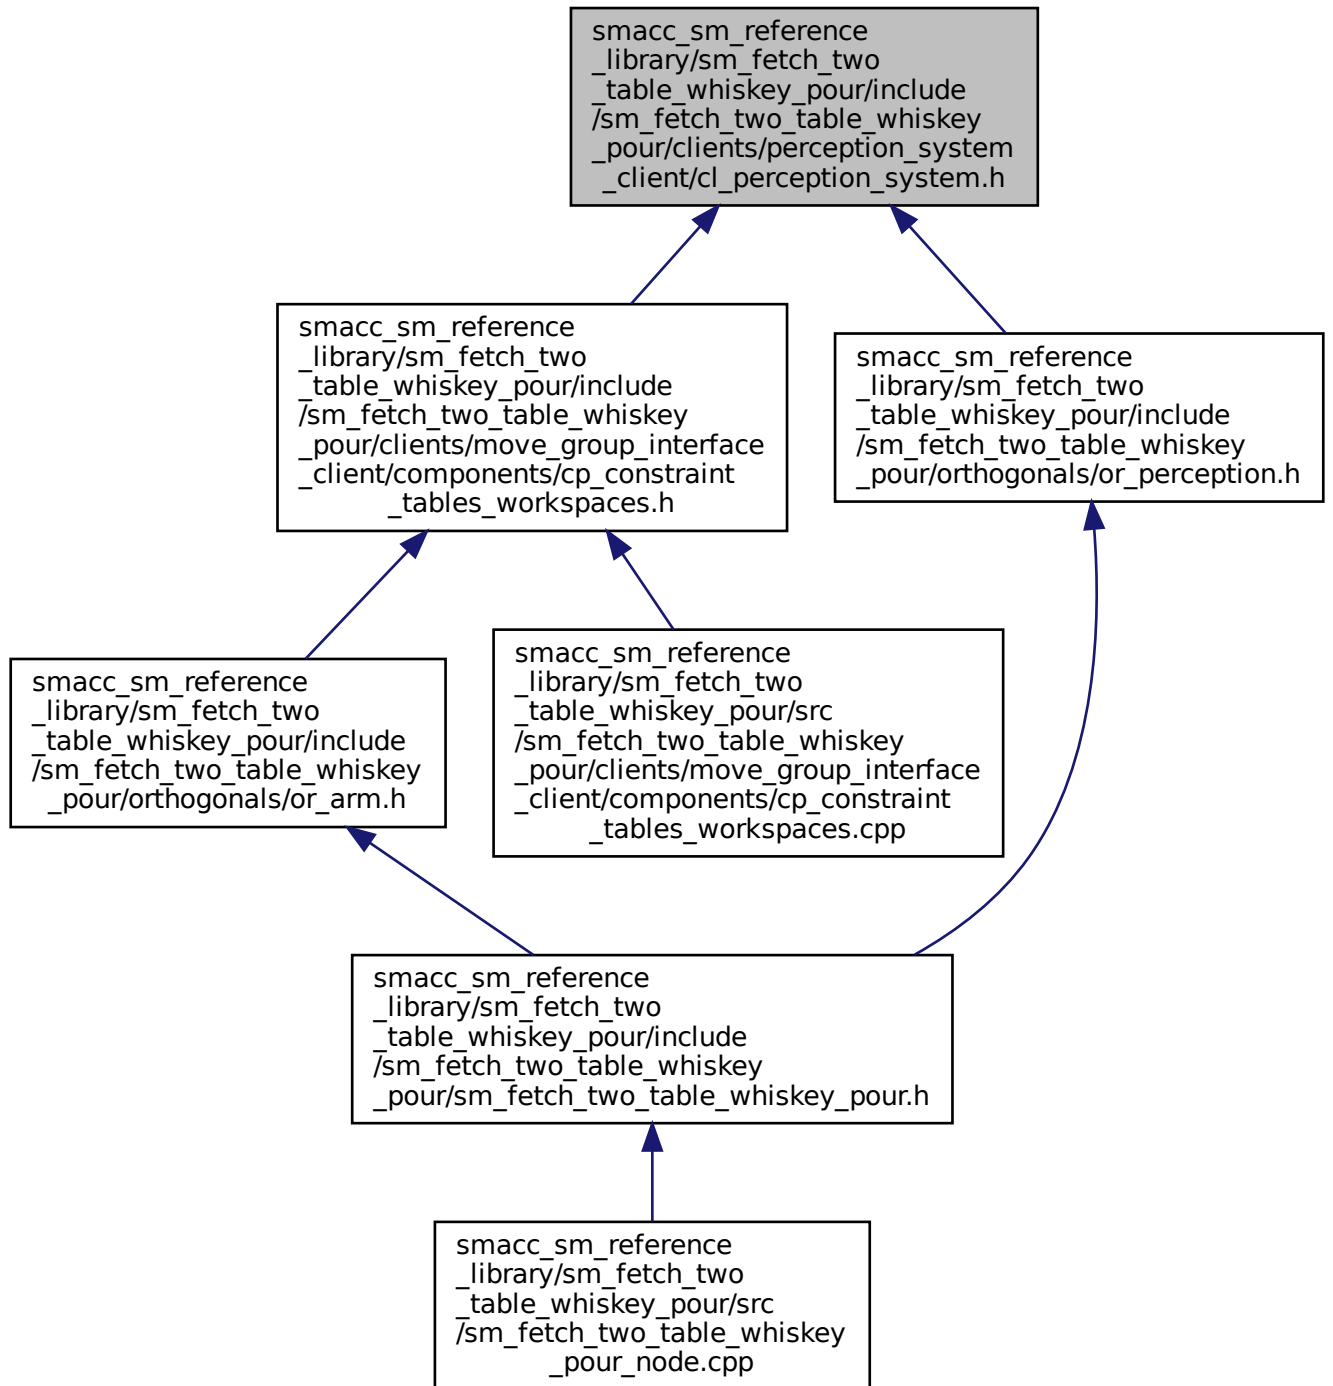 smacc_sm_reference
_library/sm_fetch_two
_table_whiskey_pour/include
/sm_fetch_two_table_whiskey
_pour/clients/perception_system
_client/cl_perception_system.h
smacc_sm_reference
_library/sm_fetch_two
_table_whiskey_pour/include
/sm_fetch_two_table_whiskey
_pour/clients/move_group_interface
_client/components/cp_constraint
_tables_workspaces.h
smacc_sm_reference
_library/sm_fetch_two
_table_whiskey_pour/include
/sm_fetch_two_table_whiskey
_pour/orthogonals/or_perception.h
smacc_sm_reference
_library/sm_fetch_two
_table_whiskey_pour/include
/sm_fetch_two_table_whiskey
_pour/orthogonals/or_arm.h
smacc_sm_reference
_library/sm_fetch_two
_table_whiskey_pour/src
/sm_fetch_two_table_whiskey
_pour/clients/move_group_interface
_client/components/cp_constraint
_tables_workspaces.cpp
smacc_sm_reference
_library/sm_fetch_two
_table_whiskey_pour/include
/sm_fetch_two_table_whiskey
_pour/sm_fetch_two_table_whiskey_pour.h
smacc_sm_reference
_library/sm_fetch_two
_table_whiskey_pour/src
/sm_fetch_two_table_whiskey
_pour_node.cpp